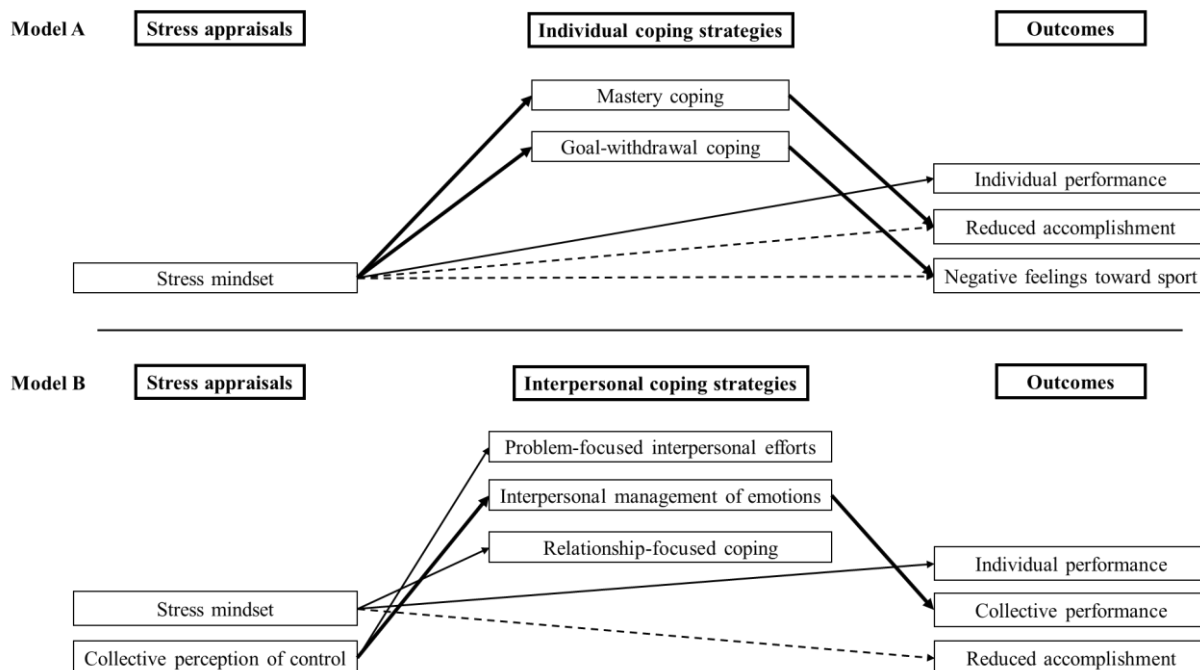 Model A Stress appraisals Individual coping strategies Outcomes
Mastery coping
Goal-withdrawal coping
Individual performance
Reduced accomplishment
Stress mindset Negative feelings toward sport
Model B Stress appraisals Interpersonal coping strategies Outcomes
Problem-focused interpersonal efforts
Interpersonal management of emotions
Relationship-focused coping
Individual performance
Stress mindset Collective performance
Collective perception of control Reduced accomplishment